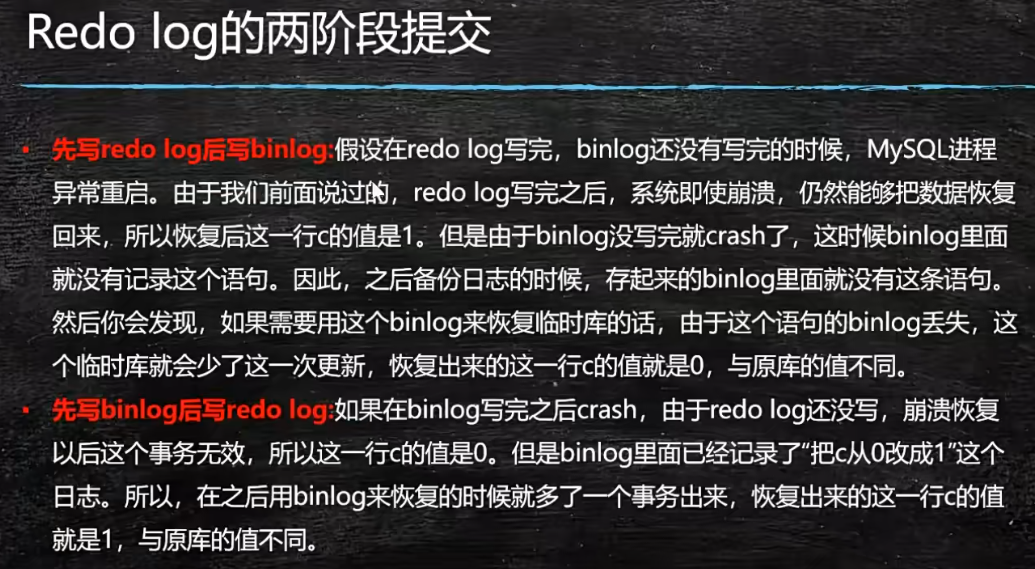 Redo log的两阶段提交
• 先写redo log后写binlog:假设在redo log写完，binlog还没有写完的时候，MySQL进程
异常重启。由于我们前面说过的，redo log写完之后，系统即使崩溃，仍然能够把数据恢复
回来，所以恢复后这一行c的值是1。但是由于binlog没写完就crash了，这时候binlog里面
就没有记录这个语句。因此，之后备份日志的时候，存起来的binlog里面就没有这条语句。
然后你会发现，如果需要用这个binlog来恢复临时库的话，由于这个语句的binlog丢失，这
个临时库就会少了这一次更新，恢复出来的这一行c的值就是0，与原库的值不同。
• 先写binlog后写redo log:如果在binlog写完之后crash，由于redo log还没写，崩溃恢复
以后这个事务无效，所以这一行c的值是0。但是binlog里面已经记录了“把c从0改成1”这个
日志。所以，在之后用binlog来恢复的时候就多了一个事务出来，恢复出来的这一行c的值
就是1，与原库的值不同。